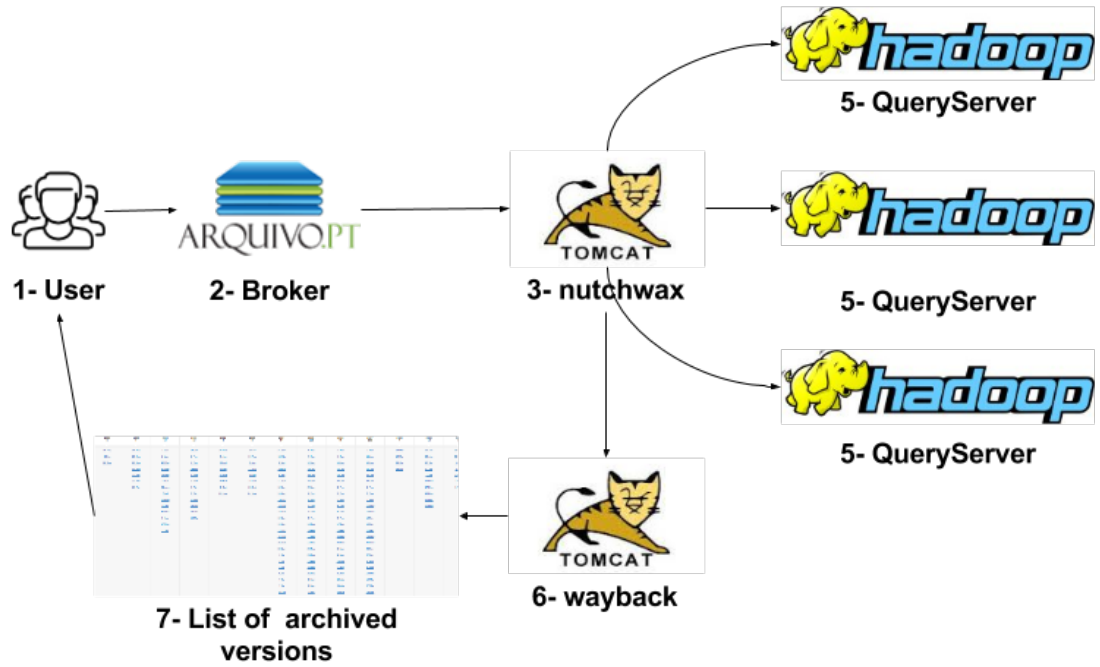 hadoop
5- QueryServer
ARQUIVO.PT
TOMCAT
hadoop
1- User
2- Broker
3- nutchwax
5- QueryServer
hadoop
5- QueryServer
TOMCAT
6- wayback
7- List of archived
versions